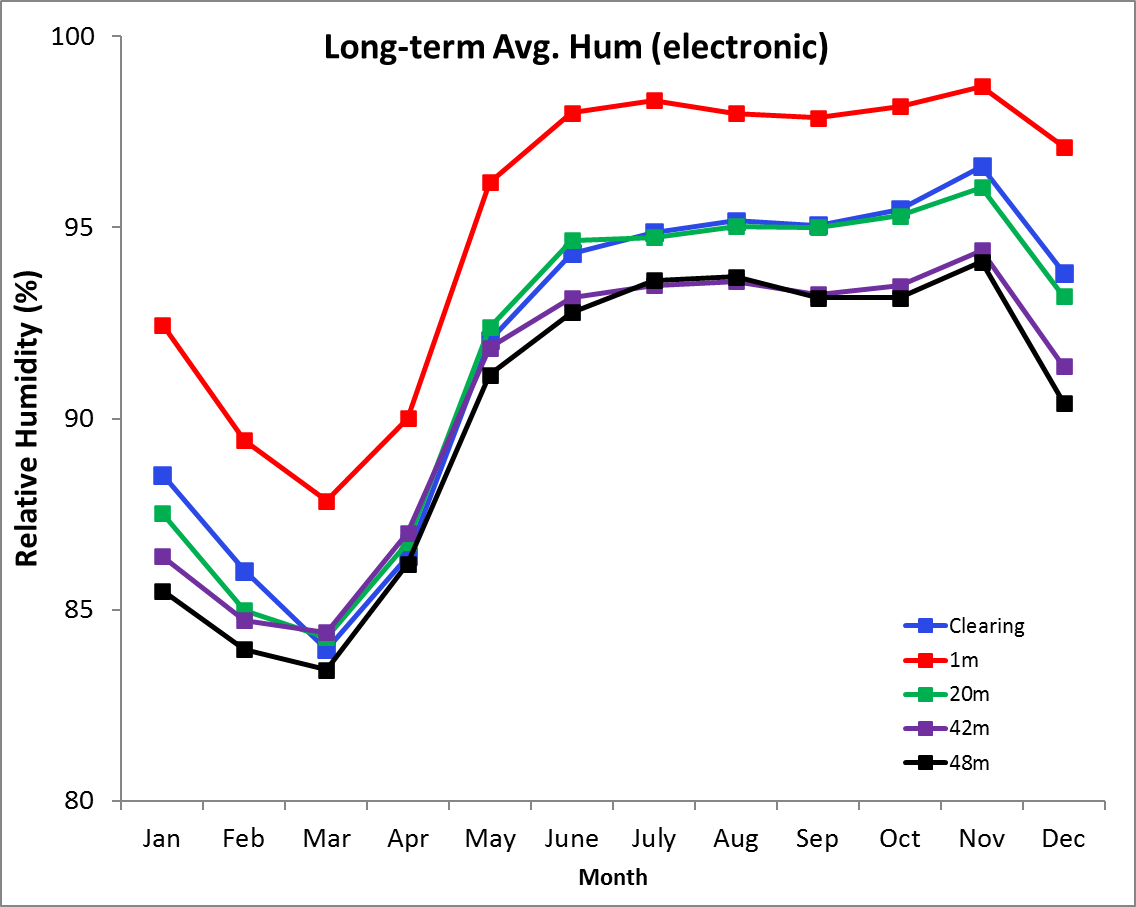 Long-term Avg. Hum (electronic)
100
95
90
85
80
Relative Humidity (%)
Clearing
1m
20m
42m
48m
Jan Feb Mar Apr May June July Aug Sep Oct Nov Dec
Month